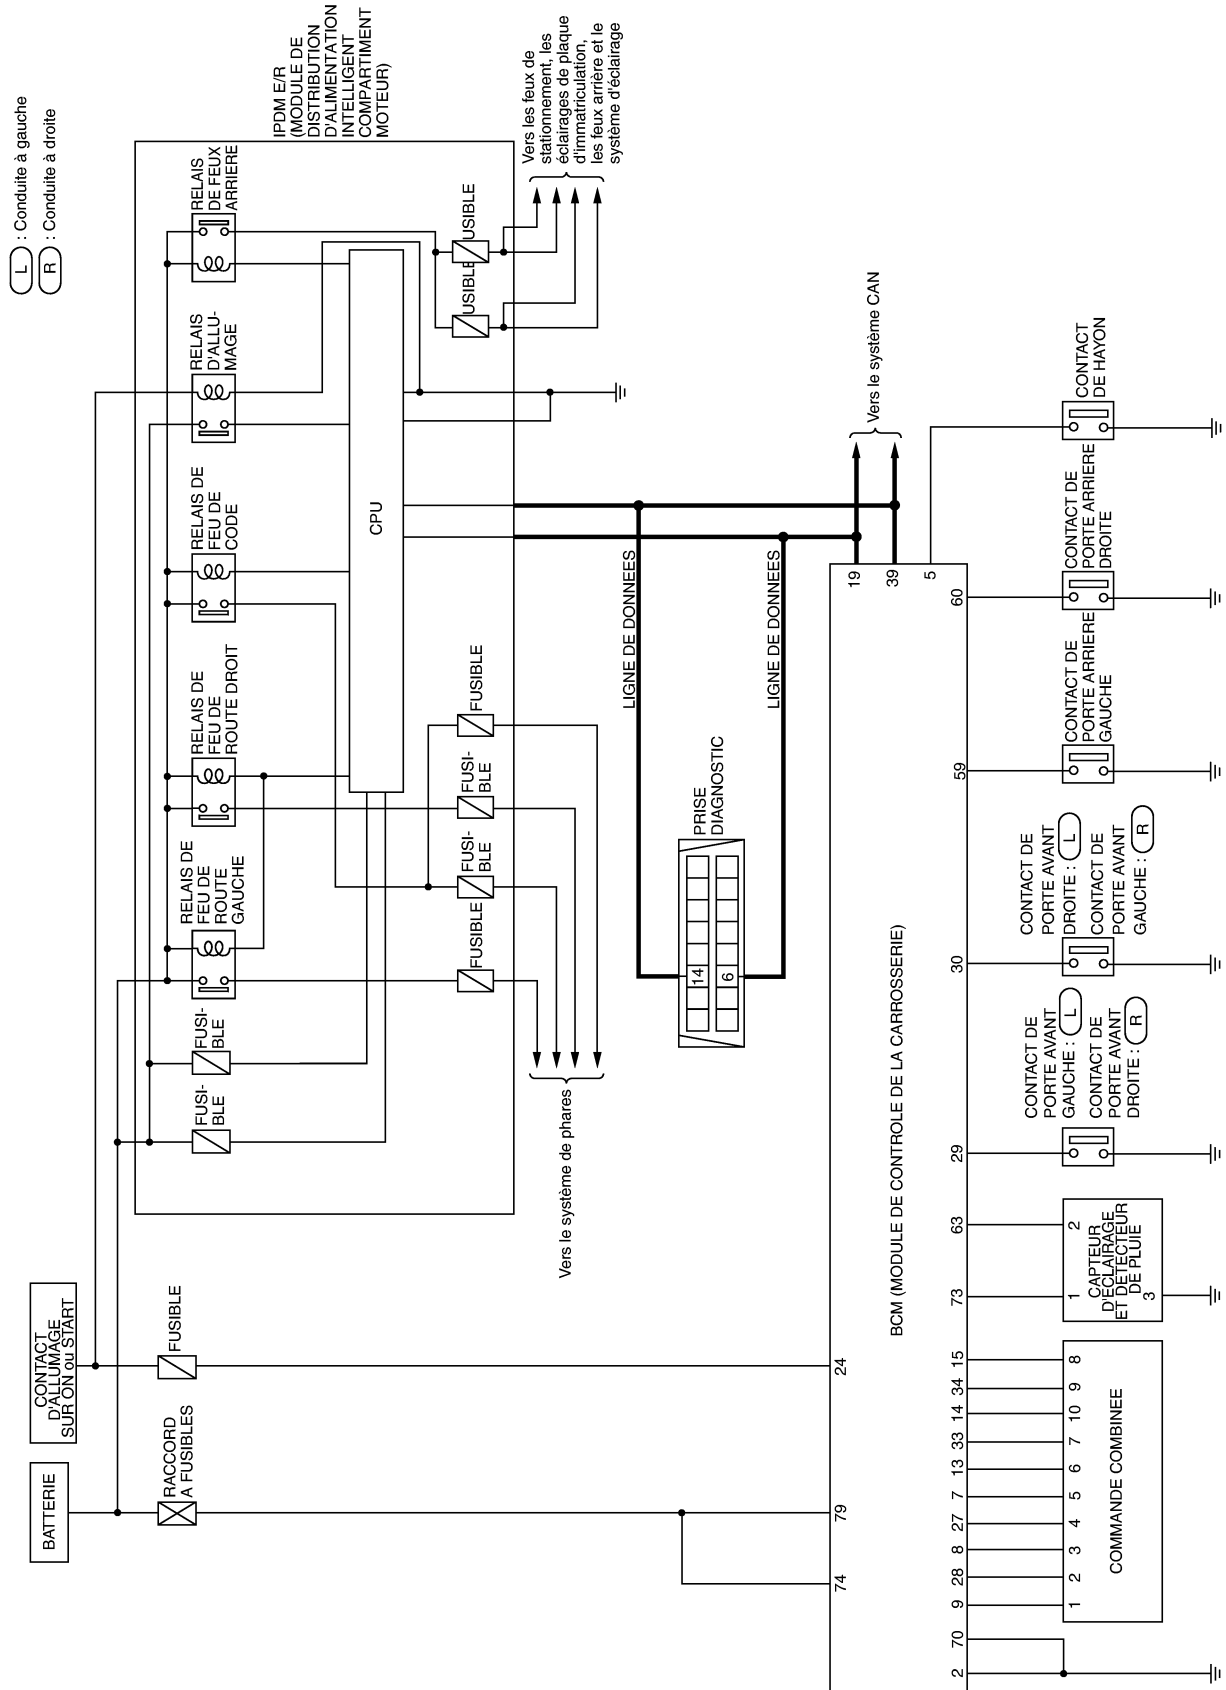 L : Conduite à gauche
R : Conduite à droite
IPDM E/R
(MODULE DE
DISTRIBUTION
D'ALIMENTATION
INTELLIGENT
COMPARTIMENT
MOTEUR)
Vers les feux de
stationnement, les
éclairages de plaque
d'immatriculation,
les feux arrière et le
système d'éclairage
RELAIS
DE FEUX
ARRIERE
RELAIS
D'ALLU-
MAGE
RELAIS DE
FEU DE
CODE
RELAIS DE
FEU DE
ROUTE DROIT
RELAIS DE
FEU DE
ROUTE
GAUCHE
FUSI-
BLE
FUSI-
BLE
CPU
USIBLE
USIBLE
FUSIBLE
FUSI-
BLE
FUSI-
BLE
FUSIBLE
Vers le système de phares
Vers le système CAN
LIGNE DE DONNEES
LIGNE DE DONNEES
PRISE
DIAGNOSTIC
14
6
CONTACT
D'ALLUMAGE
SUR ON ou START
FUSIBLE
BATTERIE
RACCORD
A FUSIBLES
BCM (MODULE DE CONTROLE DE LA CARROSSERIE)
19
39
5
24
79
74
60
59
30
29
63
73
15
34
14
33
13
7
27
8
28
9
70
2
CONTACT
DE HAYON
CONTACT DE
PORTE ARRIERE
DROITE
CONTACT DE
PORTE ARRIERE
GAUCHE
CONTACT DE
PORTE AVANT
DROITE : L
CONTACT DE
PORTE AVANT
GAUCHE : R
CONTACT DE
PORTE AVANT
GAUCHE : L
CONTACT DE
PORTE AVANT
DROITE : R
2
1
CAPTEUR
D'ECLAIRAGE
ET DETECTEUR
DE PLUIE
3
8
9
10
7
6
5
4
3
2
1
COMMANDE COMBINEE